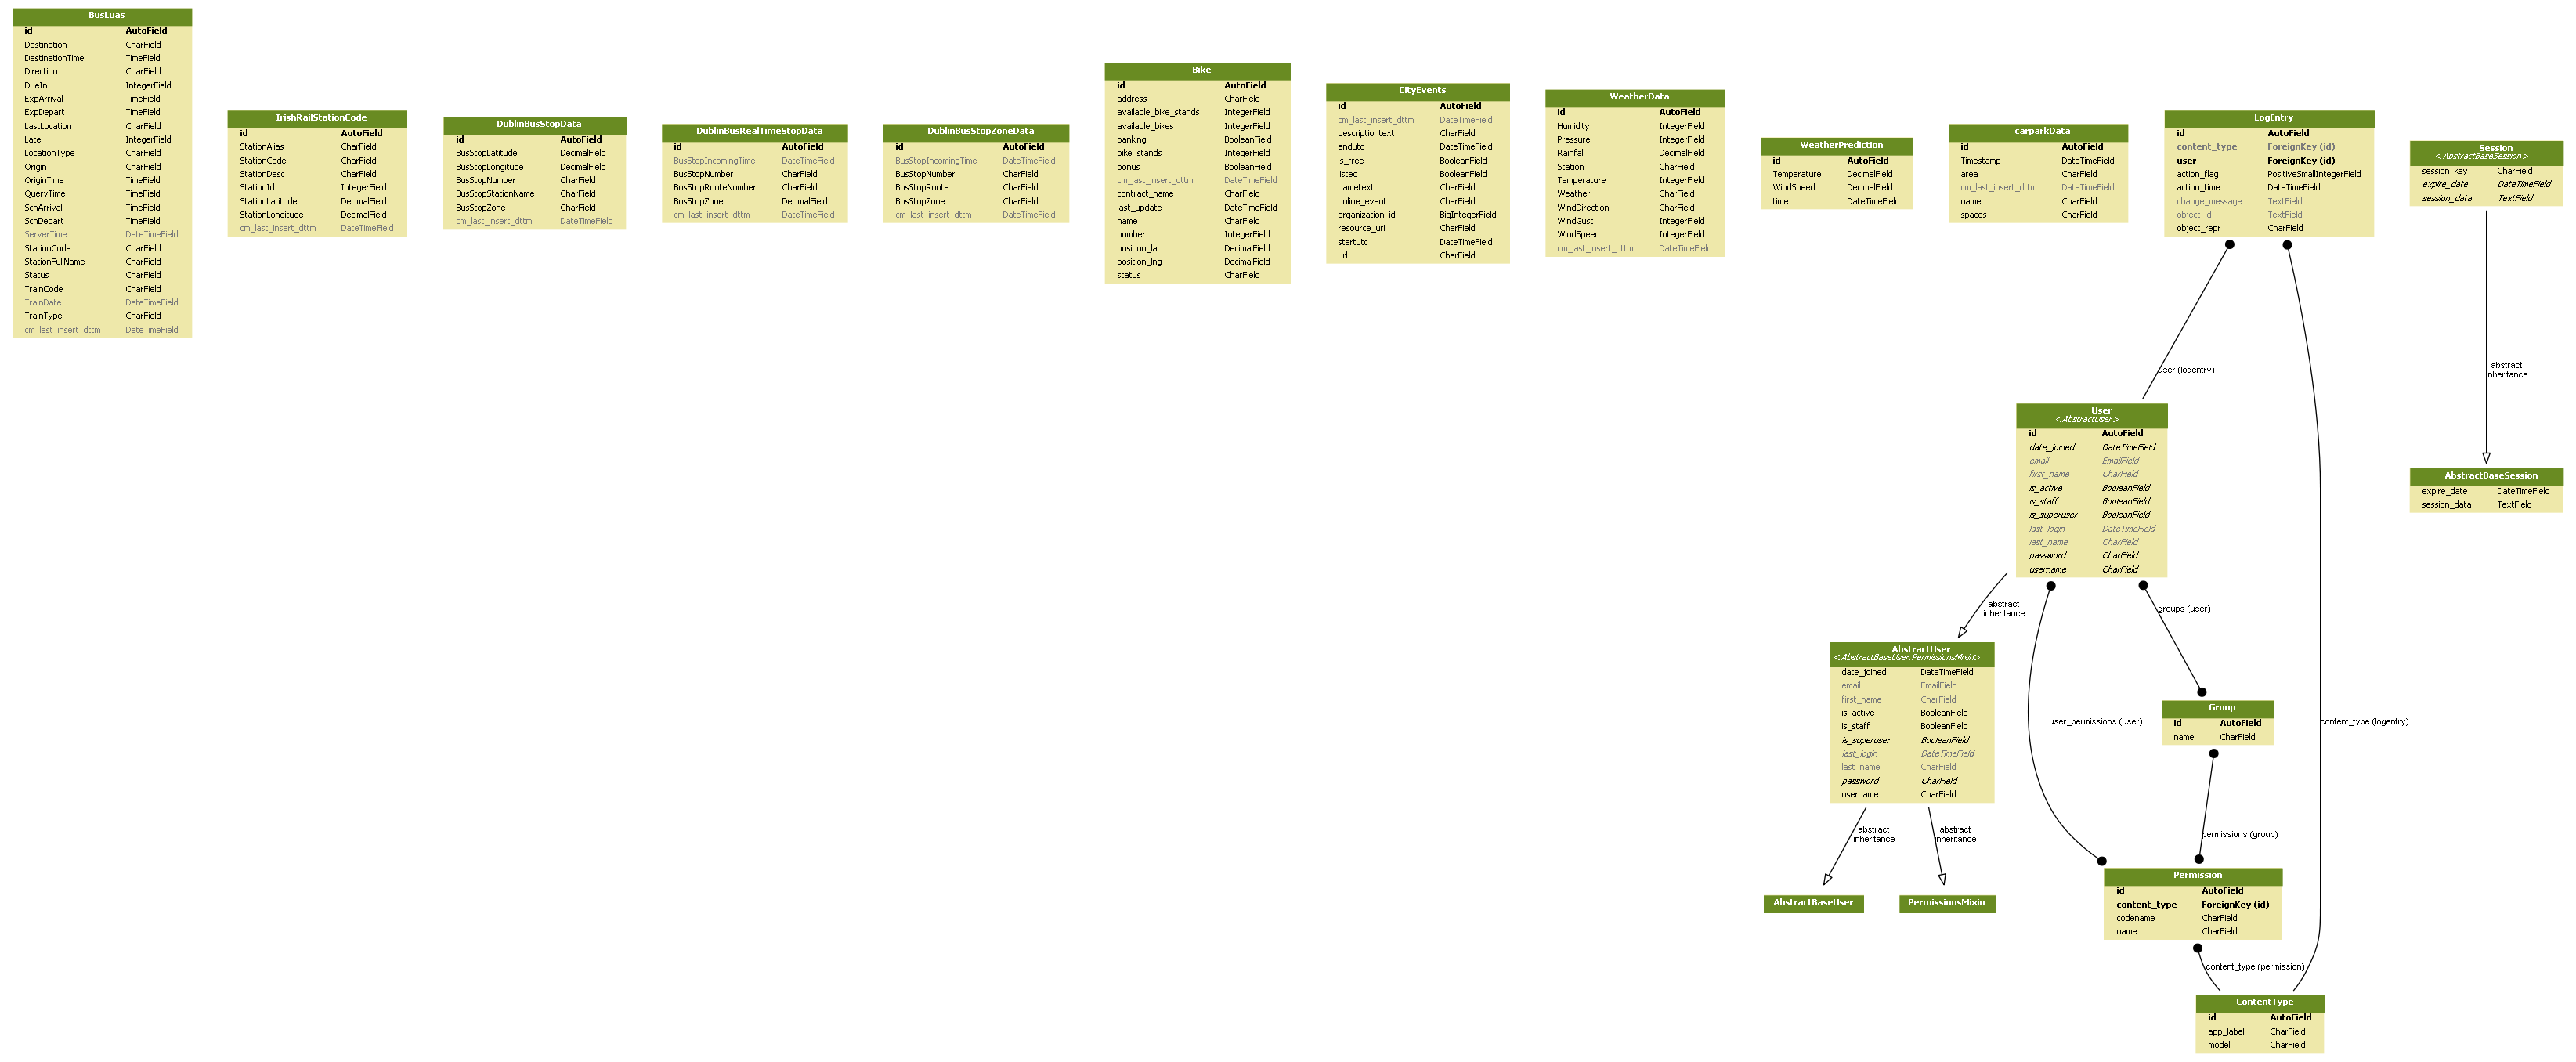 BusLuas
id AutoField
Destination CharField
DestinationTime TimeField
Direction CharField
DueIn IntegerField
ExpArrival TimeField
ExpDepart TimeField
LastLocation CharField
Late IntegerField
LocationType CharField
Origin CharField
OriginTime TimeField
QueryTime TimeField
SchArrival TimeField
SchDepart TimeField
ServerTime DateTimeField
StationCode CharField
StationFullName CharField
Status CharField
TrainCode CharField
TrainDate DateTimeField
TrainType CharField
cm_last_insert_dttm DateTimeField
IrishRailStationCode
id AutoField
StationAlias CharField
StationCode CharField
StationDesc CharField
StationId IntegerField
StationLatitude DecimalField
StationLongitude DecimalField
cm_last_insert_dttm DateTimeField
DublinBusStopData
id AutoField
BusStopLatitude DecimalField
BusStopLongitude DecimalField
BusStopNumber CharField
BusStopStationName CharField
BusStopZone CharField
cm_last_insert_dttm DateTimeField
DublinBusRealTimeStopData
id AutoField
BusStopIncomingTime DateTimeField
BusStopNumber CharField
BusStopRouteNumber CharField
BusStopZone DecimalField
cm_last_insert_dttm DateTimeField
DublinBusStopZoneData
id AutoField
BusStopIncomingTime DateTimeField
BusStopNumber CharField
BusStopRoute CharField
BusStopZone CharField
cm_last_insert_dttm DateTimeField
Bike
id AutoField
address CharField
available_bike_stands IntegerField
available_bikes IntegerField
banking BooleanField
bike_stands IntegerField
bonus BooleanField
cm_last_insert_dttm DateTimeField
contract_name CharField
last_update DateTimeField
name CharField
number IntegerField
position_lat DecimalField
position_lng DecimalField
status CharField
CityEvents
id AutoField
cm_last_insert_dttm DateTimeField
descriptiontext CharField
endutc DateTimeField
is_free BooleanField
listed BooleanField
nametext CharField
online_event CharField
organization_id BigIntegerField
resource_uri CharField
startutc DateTimeField
url CharField
WeatherData
id AutoField
Humidity IntegerField
Pressure IntegerField
Rainfall DecimalField
Station CharField
Temperature IntegerField
Weather CharField
WindDirection CharField
WindGust IntegerField
WindSpeed IntegerField
cm_last_insert_dttm DateTimeField
WeatherPrediction
id AutoField
Temperature DecimalField
WindSpeed DecimalField
time DateTimeField
carparkData
id AutoField
Timestamp DateTimeField
area CharField
cm_last_insert_dttm DateTimeField
name CharField
spaces CharField
LogEntry
id AutoField
content_type ForeignKey (id)
user ForeignKey (id)
action_flag PositiveSmallIntegerField
action_time DateTimeField
change_message TextField
object_id TextField
object_repr CharField
Session
<AbstractBaseSession>
session_key CharField
expire_date DateTimeField
session_data TextField
user (logentry)
abstract
inheritance
User
<AbstractUser>
id AutoField
date_joined DateTimeField
email EmailField
first_name CharField
is_active BooleanField
is_staff BooleanField
is_superuser BooleanField
last_login DateTimeField
last_name CharField
password CharField
username CharField
AbstractBaseSession
expire_date DateTimeField
session_data TextField
abstract
inheritance
groups (user)
AbstractUser
<AbstractBaseUser,PermissionsMixin>
date_joined DateTimeField
email EmailField
first_name CharField
is_active BooleanField
is_staff BooleanField
is_superuser BooleanField
last_login DateTimeField
last_name CharField
password CharField
username CharField
user_permissions (user)
Group
id AutoField
name CharField
content_type (logentry)
abstract
inheritance
abstract
inheritance
permissions (group)
AbstractBaseUser
PermissionsMixin
Permission
id AutoField
content_type ForeignKey (id)
codename CharField
name CharField
content_type (permission)
ContentType
id AutoField
app_label CharField
model CharField